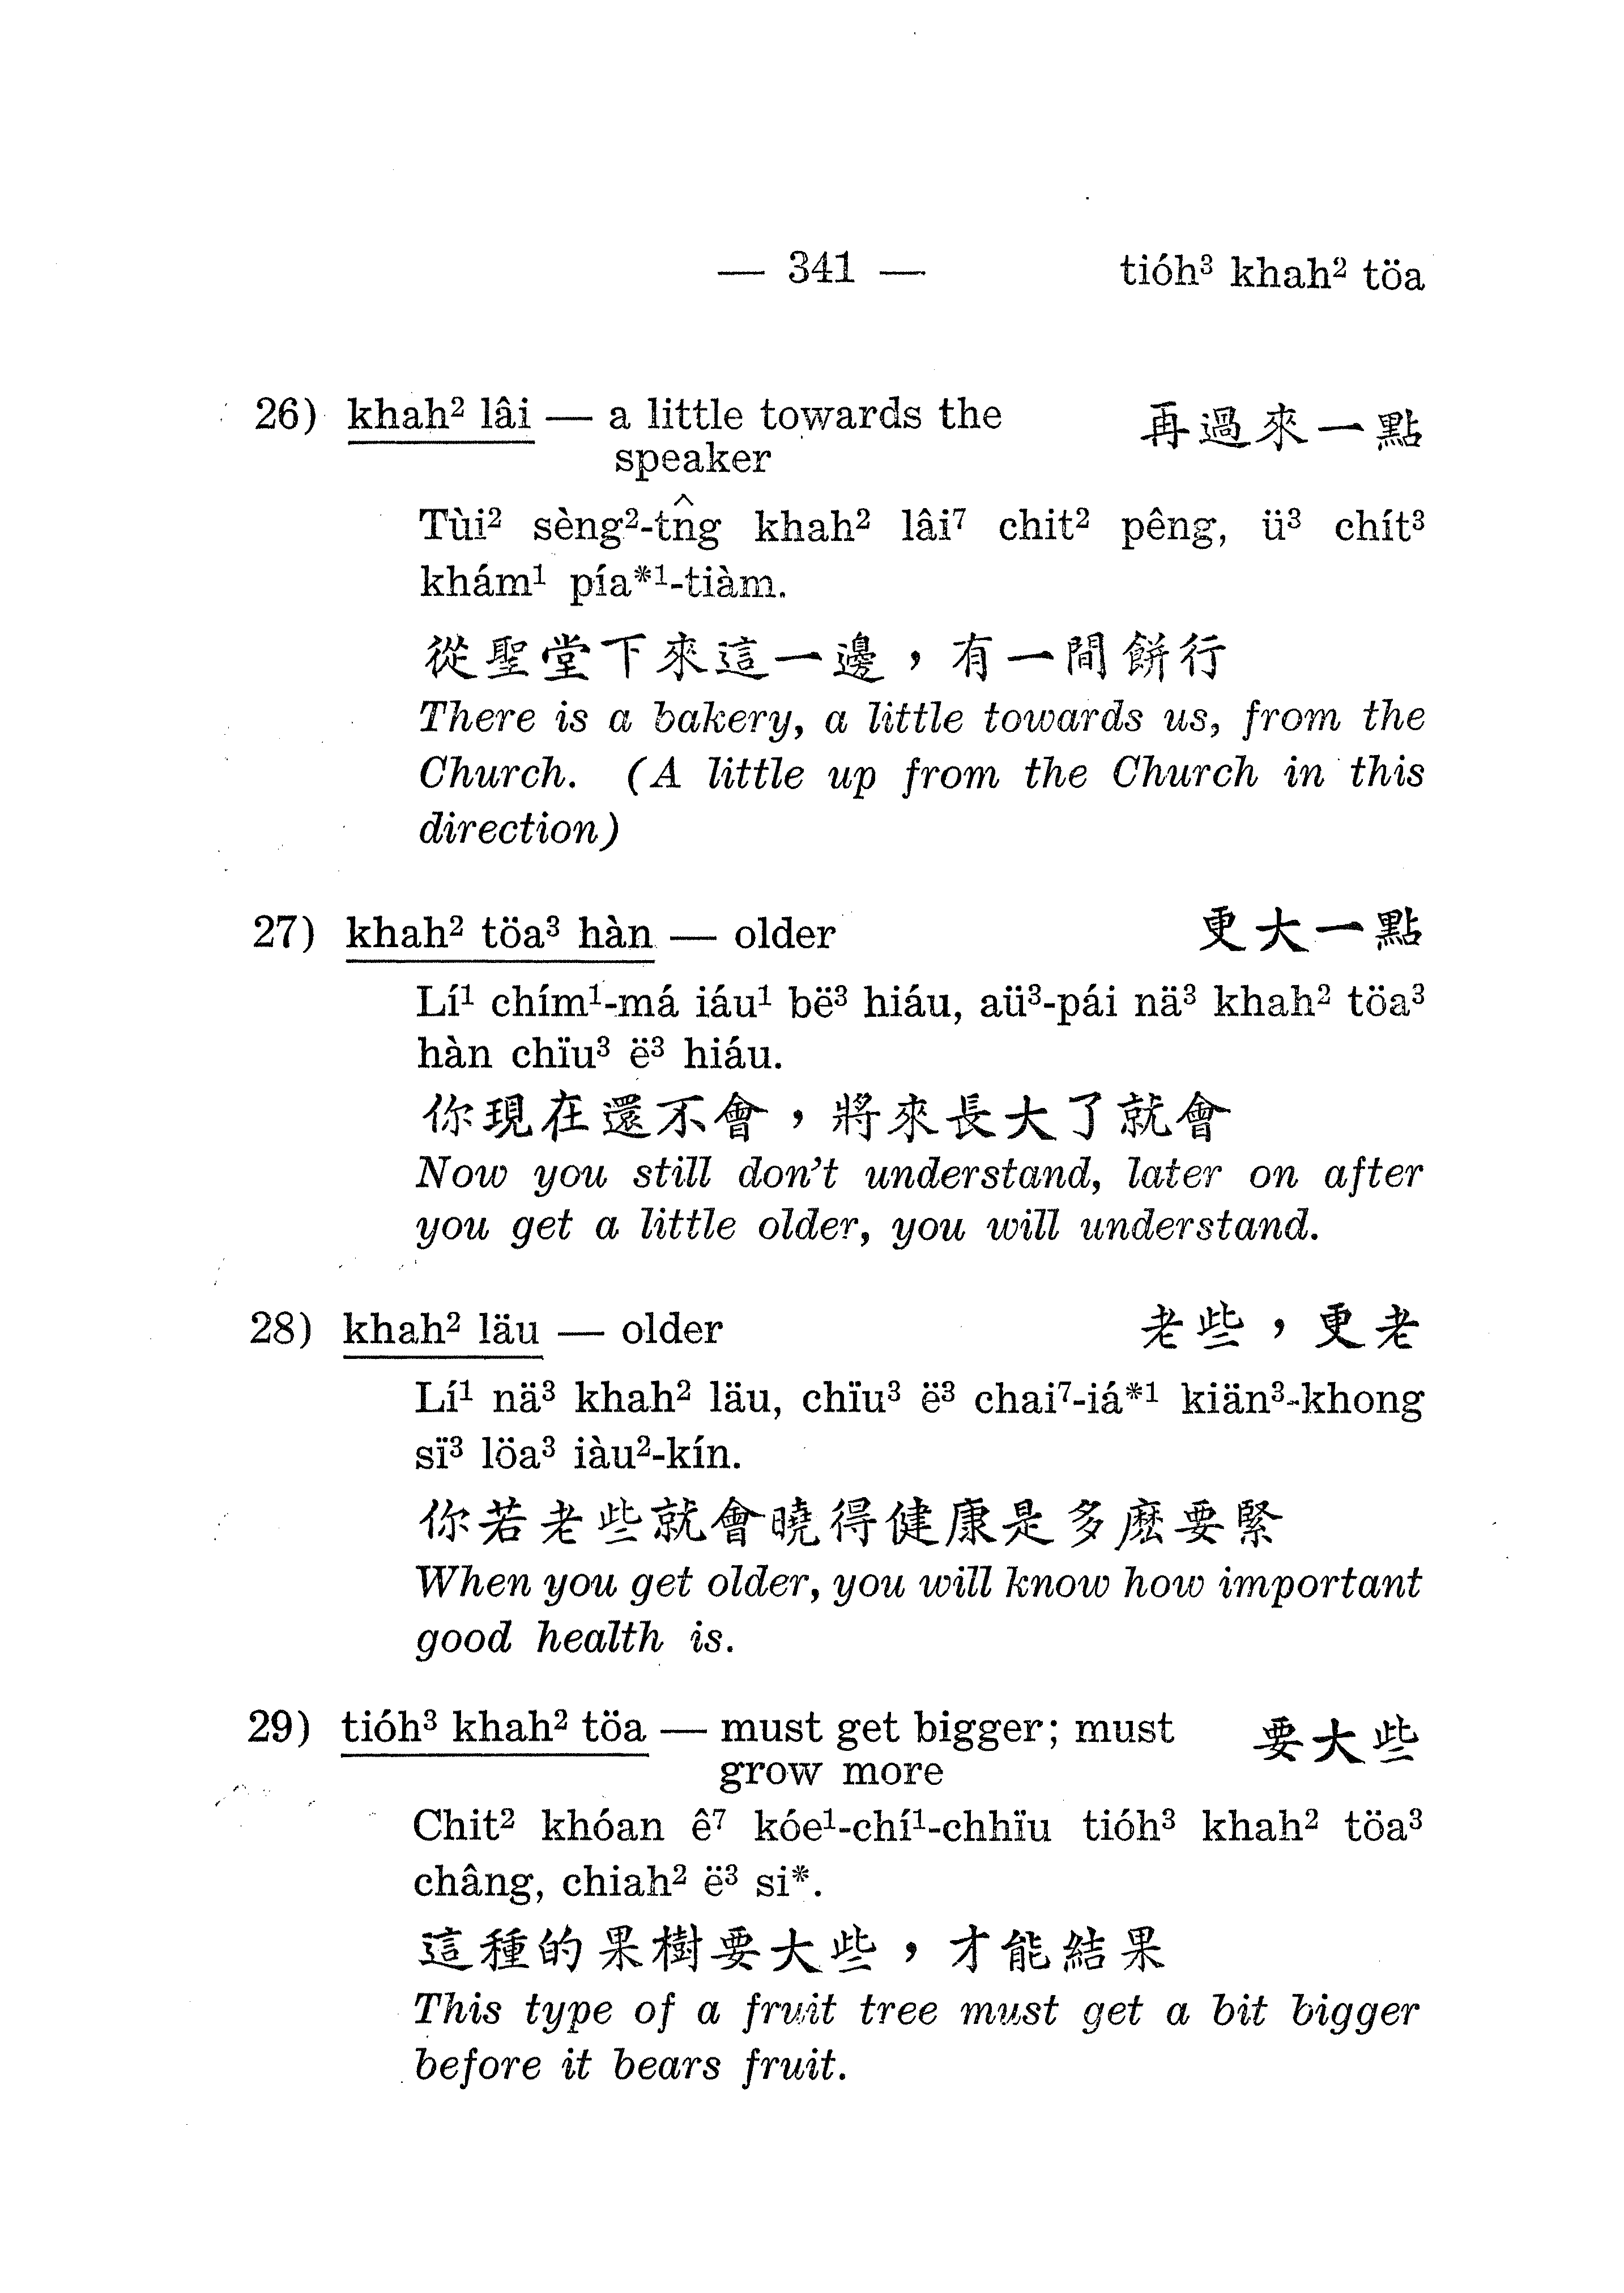 — 341 — tióh³ khah² töa
26) khah² lâi — a little towards the 再過來一點
speaker
Tùi² sèng²-tn̂g khah² lâi⁷ chit² pêng, ü³ chít³
khám¹ pía*¹-tiàm.
從聖堂下來這一邊，有一間餅行
There is a bakery, a little towards us, from the
Church. (A little up from the Church in this
direction)
27) khah² töa³ hàn — older 更大一點
Lí¹ chím¹-má iáu¹ bë³ hiáu, aü³-pái nä³ khah² töa³
hàn chïu³ ë³ hiáu.
你現在還不會，將來長大了就會
Now you still don't understand, later on after
you get a little older, you will understand.
28) khah² läu — older 老些，更老
Lí¹ nä³ khah² läu, chïu³ ë³ chai⁷-iá*¹ kiän³-khong
sï³ löa³ iàu²-kín.
你若老些就會曉得健康是多麽要緊
When you get older, you will know how important
good health is.
29) tióh³ khah² töa — must get bigger; must 要大些
grow more
Chit² khóan ê⁷ kóe¹-chí¹-chhïu tióh³ khah² töa³
châng, chiah² ë³ si*.
這種的果樹要大些，才能結果
This type of a fruit tree must get a bit bigger
before it bears fruit.